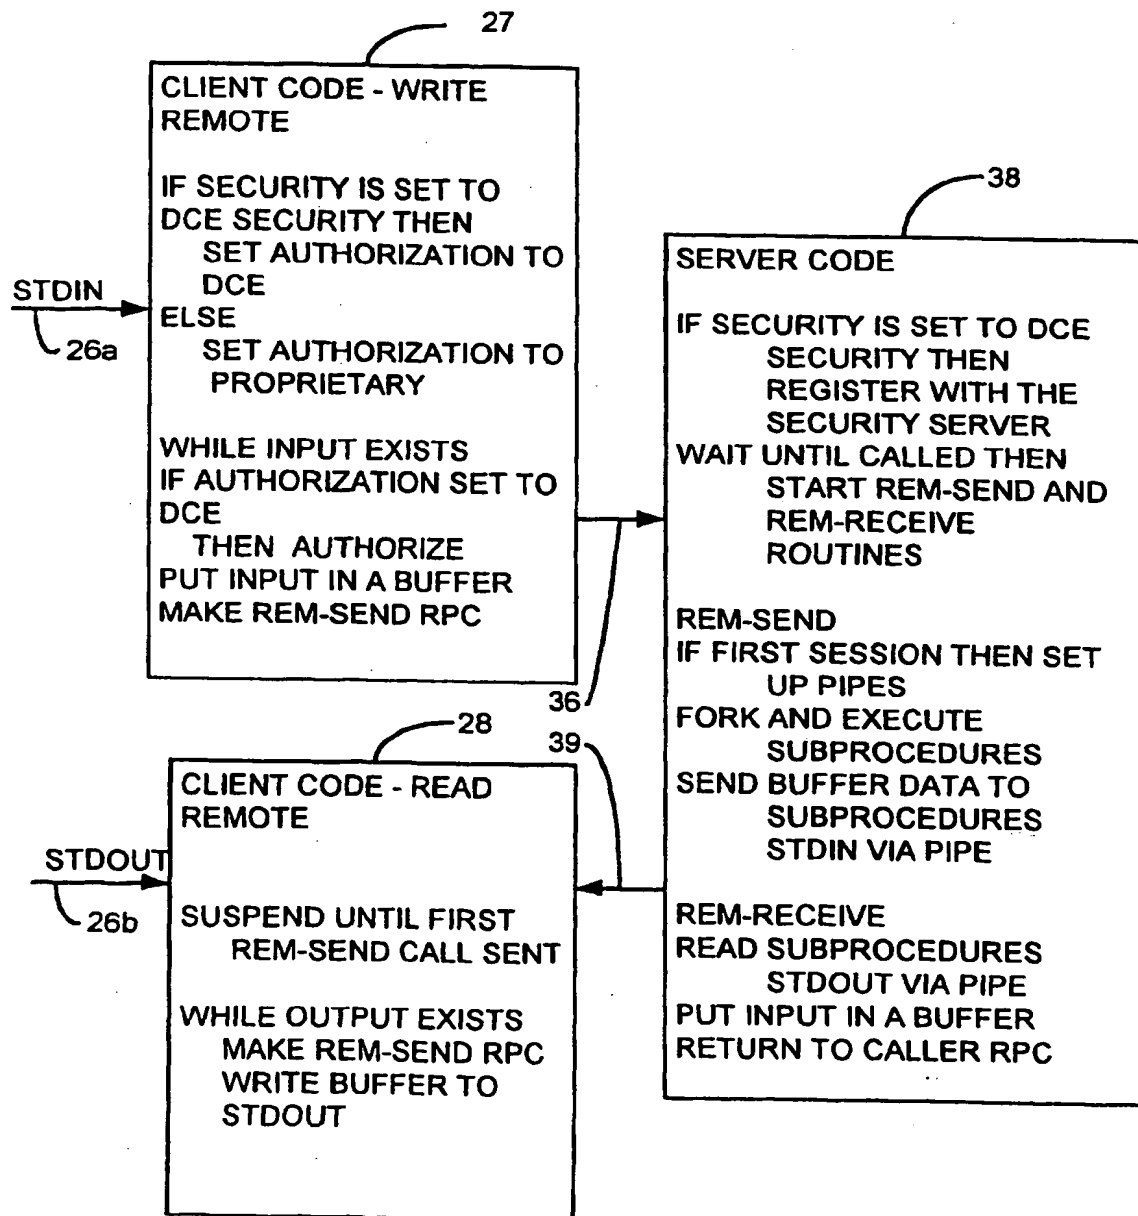 27
CLIENT CODE - WRITE
REMOTE
IF SECURITY IS SET TO
DCE SECURITY THEN
SET AUTHORIZATION TO
DCE
ELSE
SET AUTHORIZATION TO
PROPRIETARY
WHILE INPUT EXISTS
IF AUTHORIZATION SET TO
DCE
THEN AUTHORIZE
PUT INPUT IN A BUFFER
MAKE REM-SEND RPC
STDIN
26a
38
SERVER CODE
IF SECURITY IS SET TO DCE
SECURITY THEN
REGISTER WITH THE
SECURITY SERVER
WAIT UNTIL CALLED THEN
START REM-SEND AND
REM-RECEIVE
ROUTINES
REM-SEND
IF FIRST SESSION THEN SET
UP PIPES
FORK AND EXECUTE
SUBPROCEDURES
SEND BUFFER DATA TO
SUBPROCEDURES
STDIN VIA PIPE
REM-RECEIVE
READ SUBPROCEDURES
STDOUT VIA PIPE
PUT INPUT IN A BUFFER
RETURN TO CALLER RPC
36
39
28
CLIENT CODE - READ
REMOTE
SUSPEND UNTIL FIRST
REM-SEND CALL SENT
WHILE OUTPUT EXISTS
MAKE REM-SEND RPC
WRITE BUFFER TO
STDOUT
STDOUT
26b